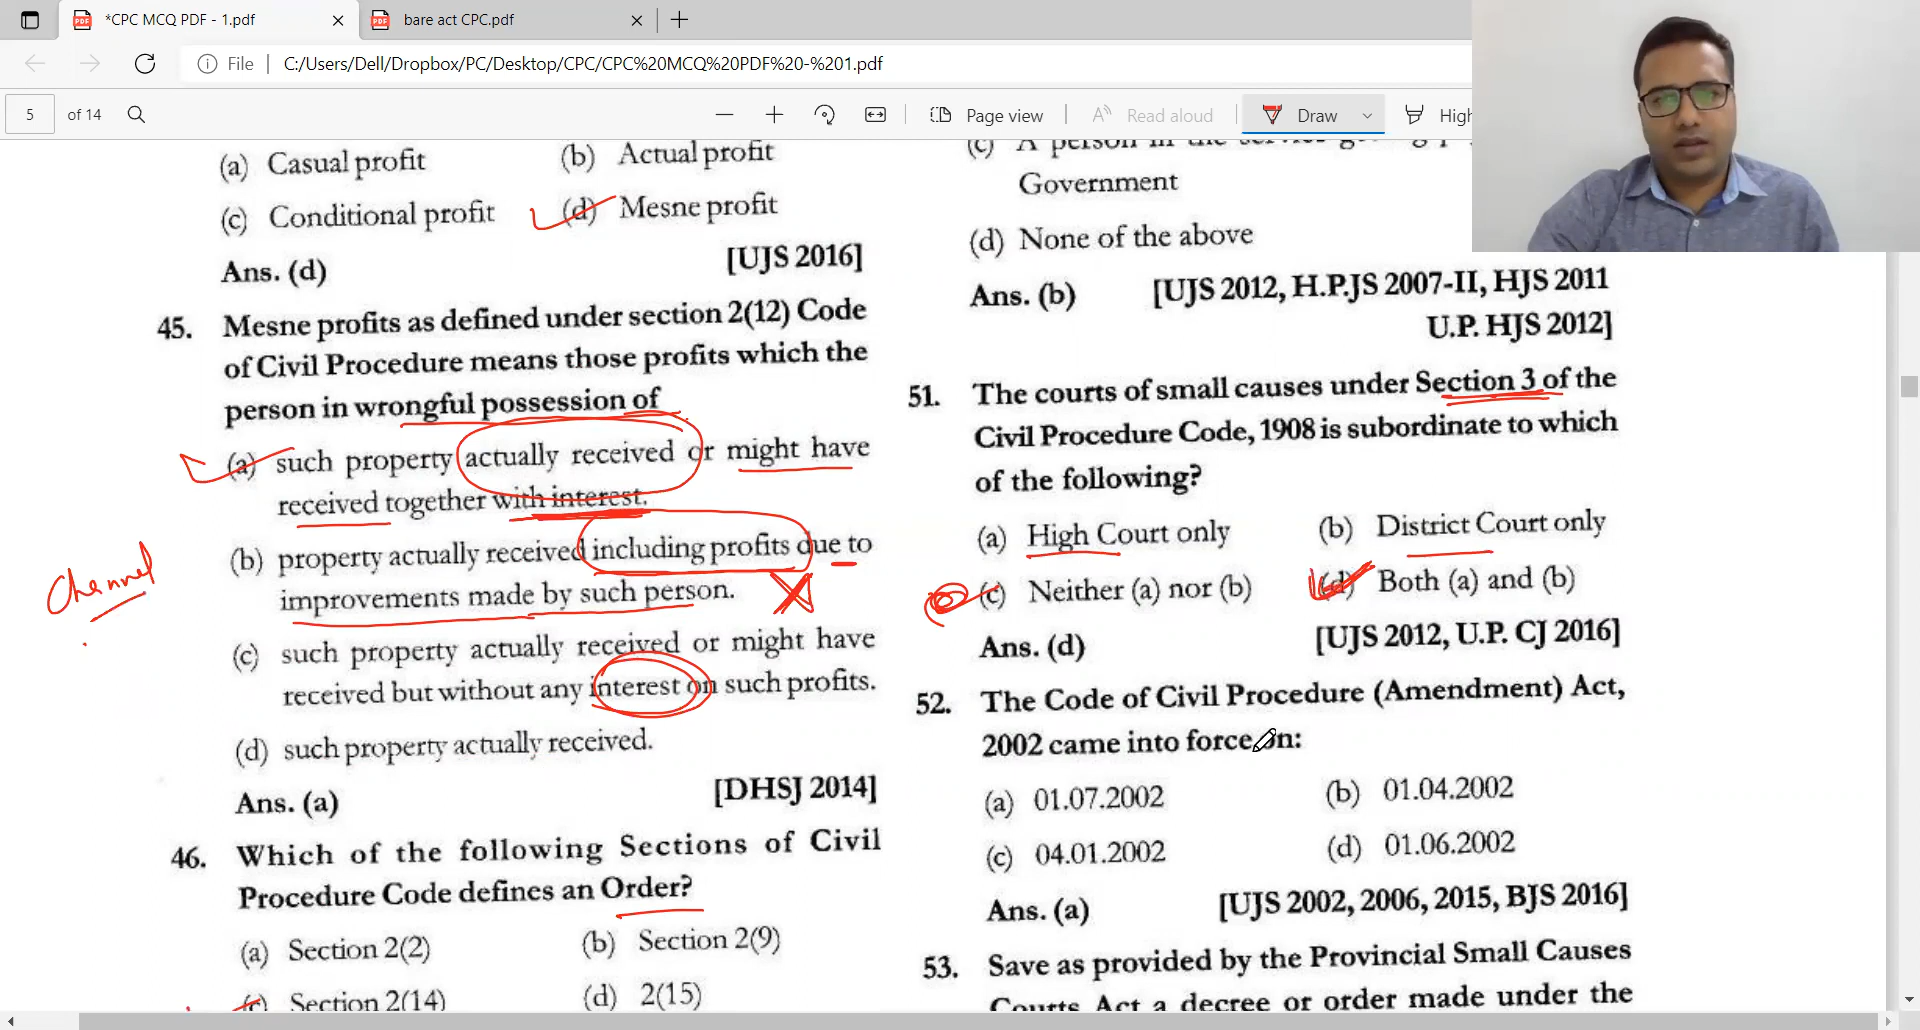 *CPC MCQ PDF - 1.pdf
bare act CPC.pdf
File
C:/Users/Dell/Dropbox/PC/Desktop/CPC/CPC%20MCQ%20PDF%20-%201.pdf
5 of 14
Page view
Read aloud
Draw
High
(a) Casual profit
(b) Actual profit
(c) Conditional profit
(d) Mesne profit
Ans. (d)
[UJS 2016]
45. Mesne profits as defined under section 2(12) Code
of Civil Procedure means those profits which the
person in wrongful possession of
(a) such property actually received or might have
received together with interest.
(b) property actually received including profits due to
improvements made by such person.
(c) such property actually received or might have
received but without any interest on such profits.
(d) such property actually received.
Ans. (a)
[DHSJ 2014]
46. Which of the following Sections of Civil
Procedure Code defines an Order?
(a) Section 2(2)
(b) Section 2(9)
(c) Section 2(14)
(d) 2(15)
Channel
(c) A person in the
Government
(d) None of the above
Ans. (b)
[UJS 2012, H.P.JS 2007-II, HJS 2011
U.P. HJS 2012]
51. The courts of small causes under Section 3 of the
Civil Procedure Code, 1908 is subordinate to which
of the following?
(a) High Court only
(b) District Court only
(c) Neither (a) nor (b)
(d) Both (a) and (b)
Ans. (d)
[UJS 2012, U.P. CJ 2016]
52. The Code of Civil Procedure (Amendment) Act,
2002 came into force on:
(a) 01.07.2002
(b) 01.04.2002
(c) 04.01.2002
(d) 01.06.2002
Ans. (a)
[UJS 2002, 2006, 2015, BJS 2016]
53. Save as provided by the Provincial Small Causes
Courts Act a decree or order made under the